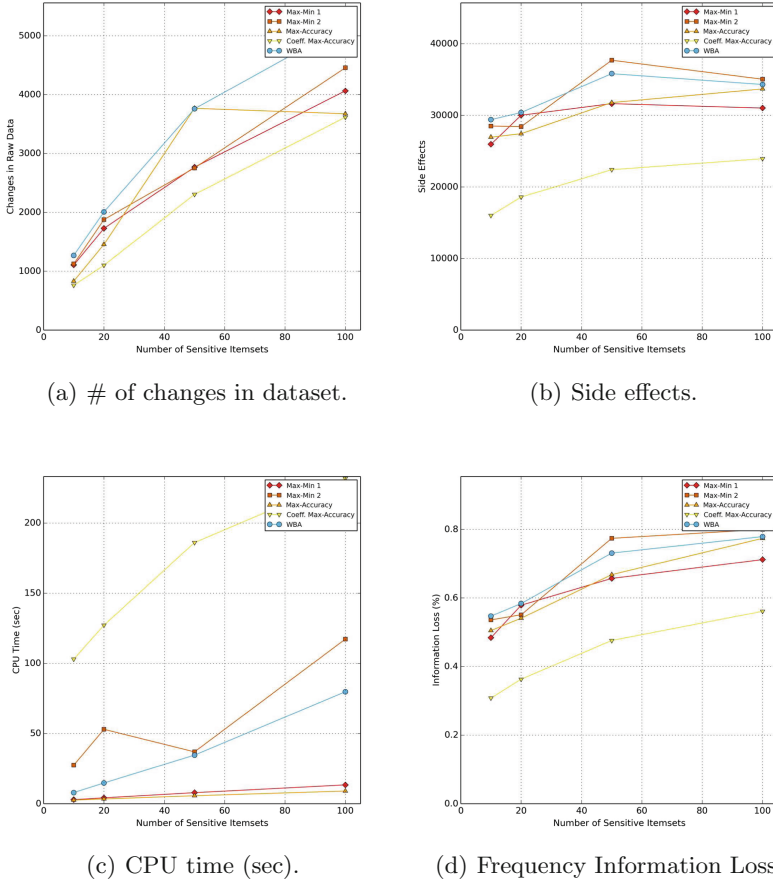 5000
4000
3000
2000
1000
0
Changes in Raw Data
0 20 40 60 80 100
Number of Sensitive Itemsets
Max-Min 1
Max-Min 2
Max-Accuracy
Coeff. Max-Accuracy
WBA
(a) # of changes in dataset.
40000
30000
20000
10000
0
Side Effects
0 20 40 60 80 100
Number of Sensitive Itemsets
Max-Min 1
Max-Min 2
Max-Accuracy
Coeff. Max-Accuracy
WBA
(b) Side effects.
200
150
100
50
0
CPU Time (sec)
0 20 40 60 80 100
Number of Sensitive Itemsets
Max-Min 1
Max-Min 2
Max-Accuracy
Coeff. Max-Accuracy
WBA
(c) CPU time (sec).
0.8
0.6
0.4
0.2
0.0
Information Loss (%)
0 20 40 60 80 100
Number of Sensitive Itemsets
Max-Min 1
Max-Min 2
Max-Accuracy
Coeff. Max-Accuracy
WBA
(d) Frequency Information Loss